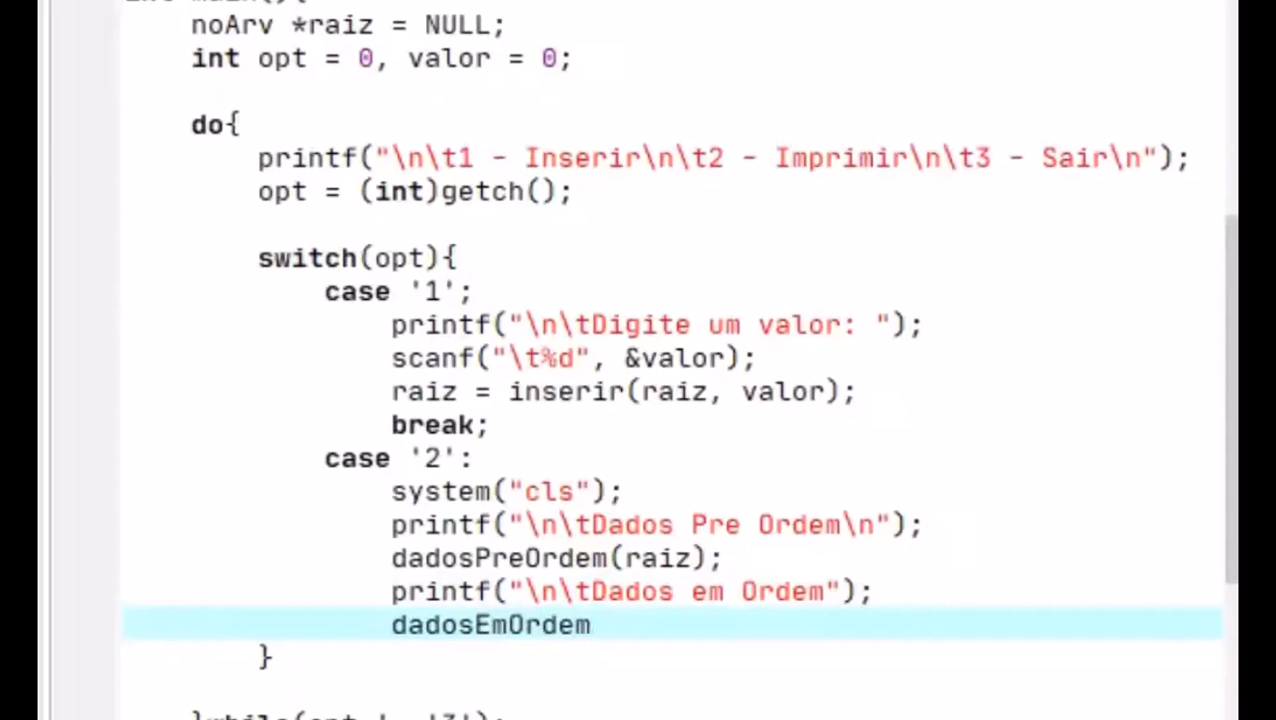 noArv *raiz = NULL;
int opt = 0, valor = 0;
do{
printf("\n\t1 - Inserir\n\t2 - Imprimir\n\t3 - Sair\n");
opt = (int)getch();
switch(opt){
case '1';
printf("\n\tDigite um valor: ");
scanf("\t%d", &valor);
raiz = inserir(raiz, valor);
break;
case '2':
system("cls");
printf("\n\tDados Pre Ordem\n");
dadosPreOrdem(raiz);
printf("\n\tDados em Ordem");
dadosEmOrdem
}